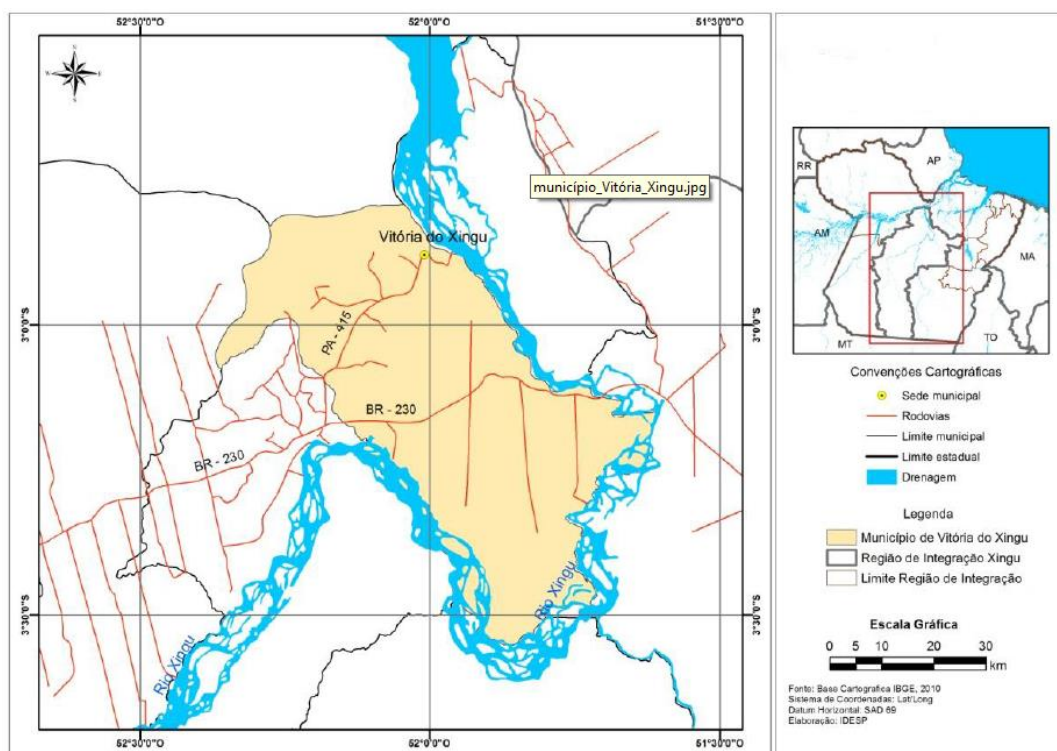 52°30'0"O
52°0'0"O
51°30'0"O
N
município_Vitória_Xingu.jpg
Vitória do Xingu
3°0'0"S
3°0'0"S
PA - 415
BR - 230
BR - 230
Rio Xingu
Rio Xingu
3°30'0"S
3°30'0"S
52°30'0"O
52°0'0"O
51°30'0"O
RR
AP
AM
MA
MT
TO
Convenções Cartográficas
Sede municipal
Rodovias
Limite municipal
Limite estadual
Drenagem
Legenda
Município de Vitória do Xingu
Região de Integração Xingu
Limite Região de Integração
Escala Gráfica
0 5 10 20 30
km
Fonte: Base Cartografica IBGE, 2010
Sistema de Coordenadas: Lat/Long
Datum Horizontal: SAD 69
Elaboração: IDESP